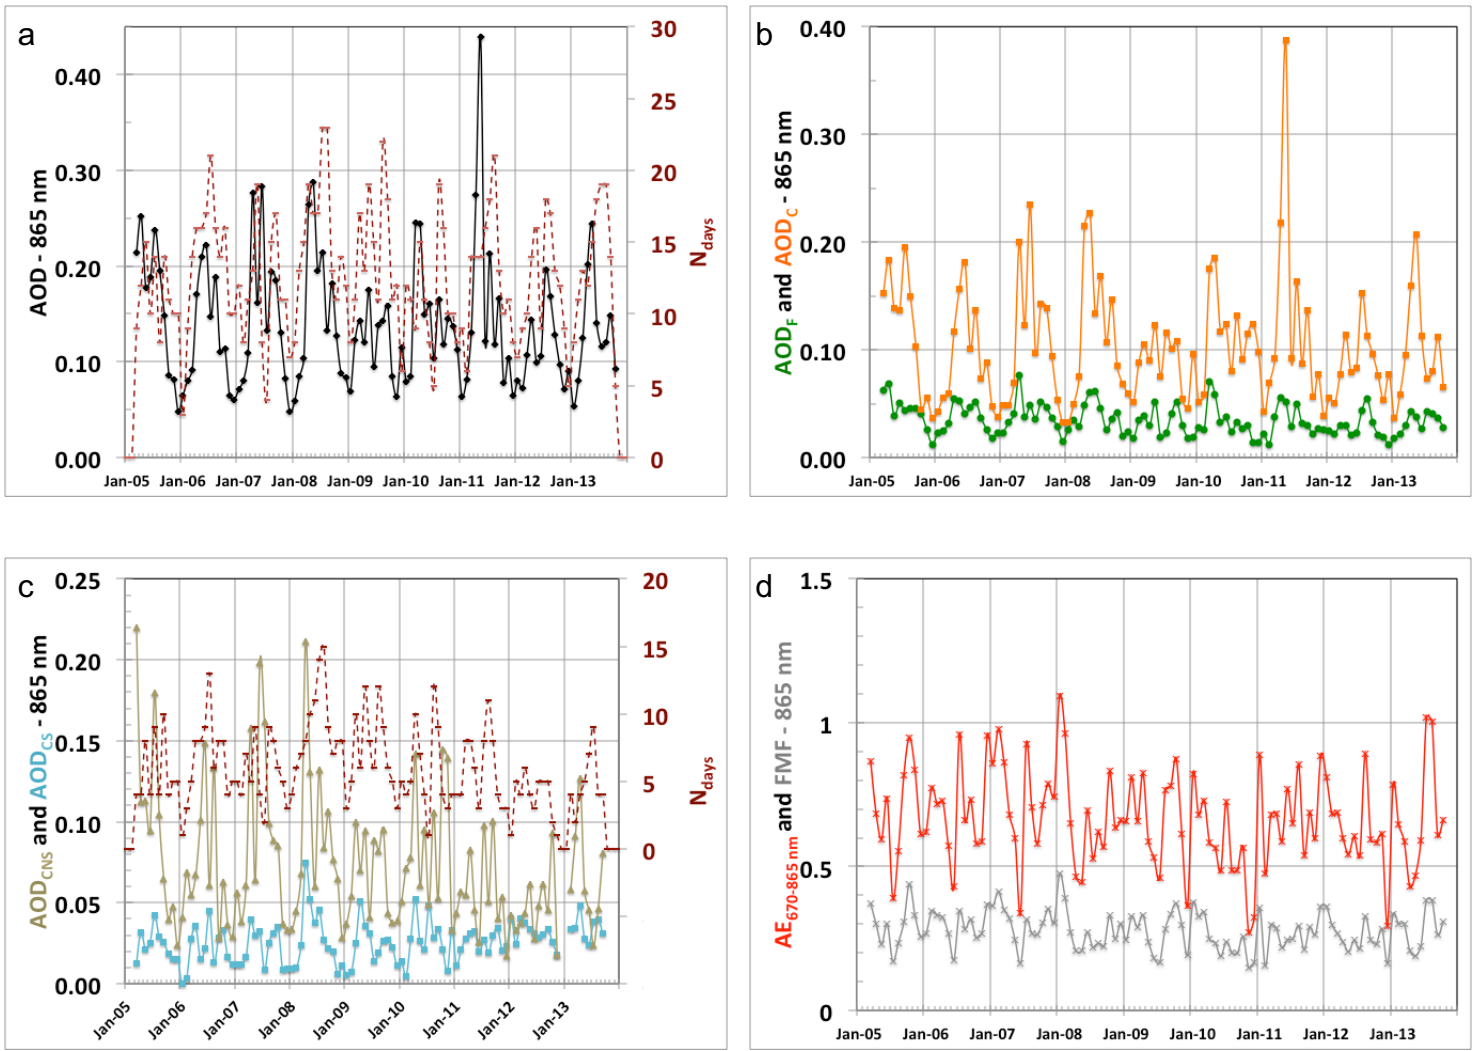 a
AOD - 865 nm
0.40
0.30
0.20
0.10
0.00
30
25
20
15
10
5
0
Ndays
Jan-05 Jan-06 Jan-07 Jan-08 Jan-09 Jan-10 Jan-11 Jan-12 Jan-13
b
AODF and AODC - 865 nm
0.40
0.30
0.20
0.10
0.00
Jan-05 Jan-06 Jan-07 Jan-08 Jan-09 Jan-10 Jan-11 Jan-12 Jan-13
c
AODCNS and AODCS - 865 nm
0.25
0.20
0.15
0.10
0.05
0.00
20
15
10
5
0
Ndays
Jan-05 Jan-06 Jan-07 Jan-08 Jan-09 Jan-10 Jan-11 Jan-12 Jan-13
d
AE670-865 nm and FMF - 865 nm
1.5
1
0.5
0
Jan-05 Jan-06 Jan-07 Jan-08 Jan-09 Jan-10 Jan-11 Jan-12 Jan-13